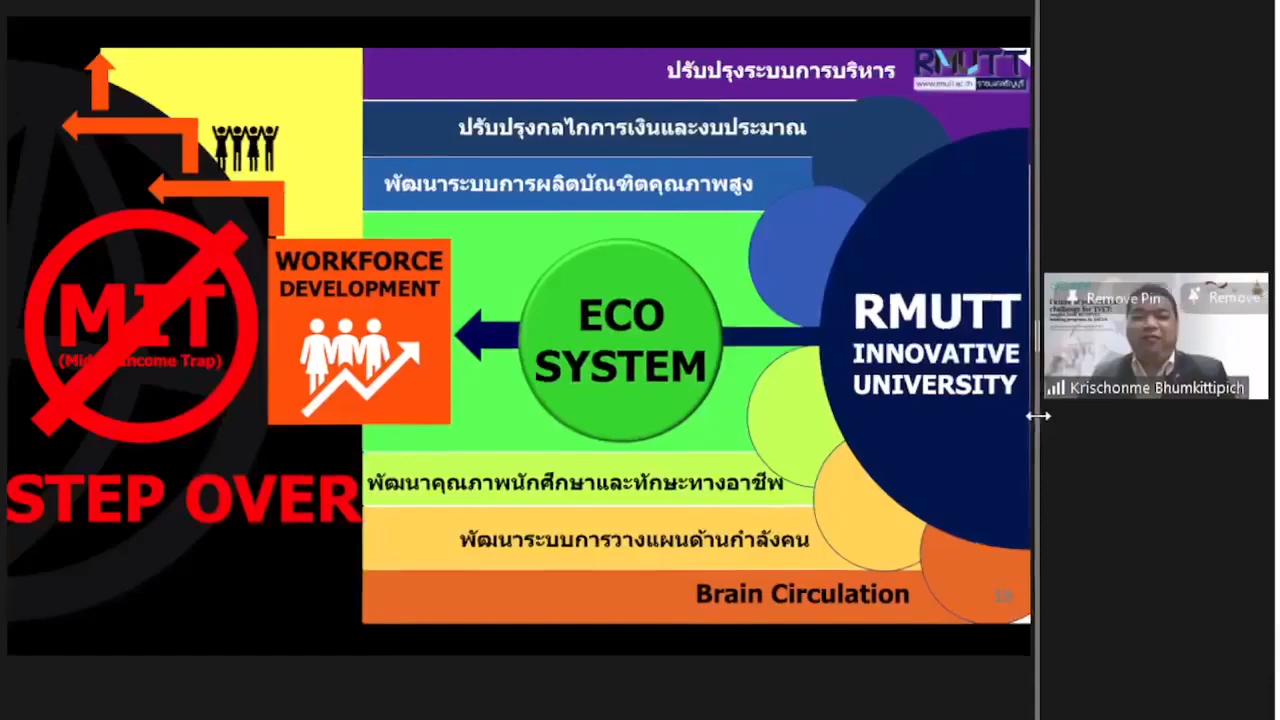 ปรับปรุงระบบการบริหาร
RMUTT
www.rmutt.ac.th
ปรับปรุงกลไกการเงินและงบประมาณ
พัฒนาระบบการผลิตบัณฑิตคุณภาพสูง
WORKFORCE
DEVELOPMENT
MIT
ECO
SYSTEM
RMUTT
INNOVATIVE
UNIVERSITY
Remove Pin
Remove
Krischonme Bhumkittipich
STEP OVER
พัฒนาคุณภาพนักศึกษาและทักษะทางอาชีพ
พัฒนาระบบการวางแผนด้านกำลังคน
Brain Circulation